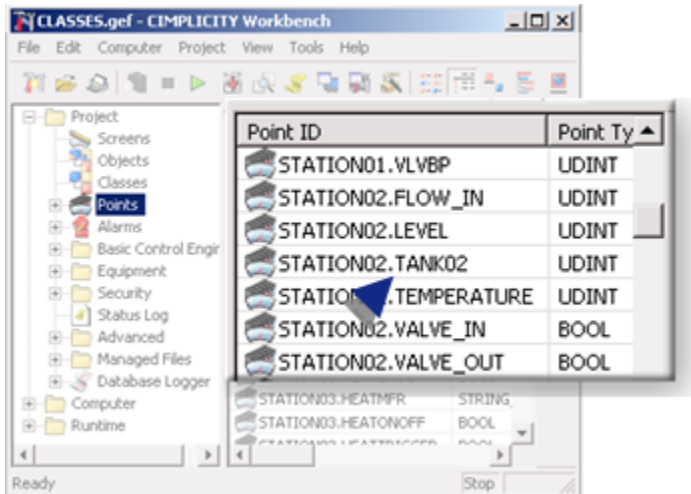 CLASSES.gef - CIMPLICITY Workbench
File Edit Computer Project View Tools Help
Project
Screens
Objects
Classes
Points
Alarms
Basic Control Engir
Equipment
Security
Status Log
Advanced
Managed Files
Database Logger
Computer
Runtime
Point ID Point Ty
STATION01.VLVBP UDINT
STATION02.FLOW_IN UDINT
STATION02.LEVEL UDINT
STATION02.TANK02 UDINT
.TEMPERATURE UDINT
STATION02.VALVE_IN BOOL
STATION02.VALVE_OUT BOOL
STATION03.HEATMFR STRING
STATION03.HEATONOFF BOOL
Ready Stop